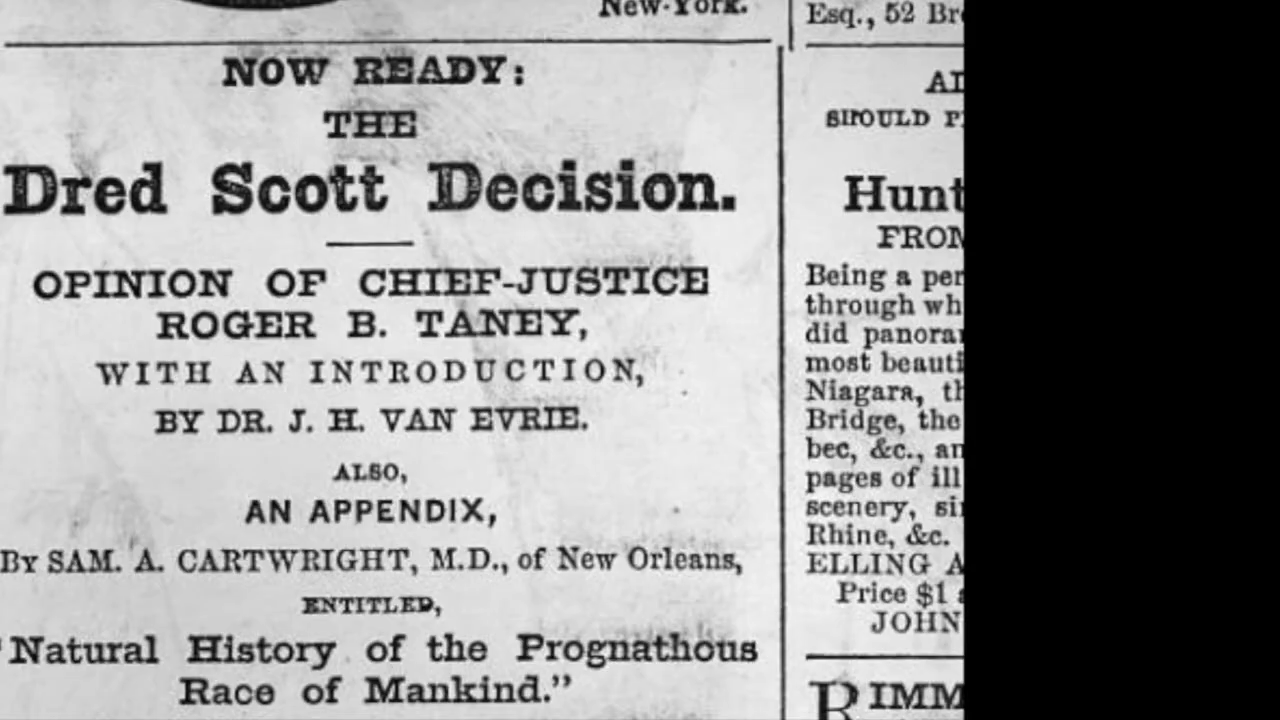 New-York.
NOW READY:
THE
Dred Scott Decision.
OPINION OF CHIEF-JUSTICE
ROGER B. TANEY,
WITH AN INTRODUCTION,
BY DR. J. H. VAN EVRIE.
ALSO,
AN APPENDIX,
By SAM. A. CARTWRIGHT, M.D., of New Orleans,
ENTITLED,
"Natural History of the Prognathous
Race of Mankind."
Esq., 52
SHOULD
Hunt
FROM
Being a per
through wh
did panora
most beauti
Niagara, th
Bridge, the
bec, &c., an
pages of ill
scenery, si
Rhine, &c.
ELLING A
Price $1
JOHN
RIMM